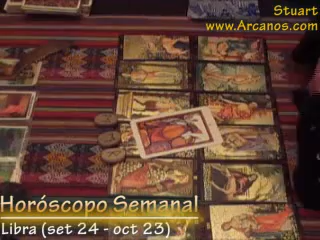 Stuart
www.Arcanos.com
Horóscopo Semanal
Libra (set 24 - oct 23)